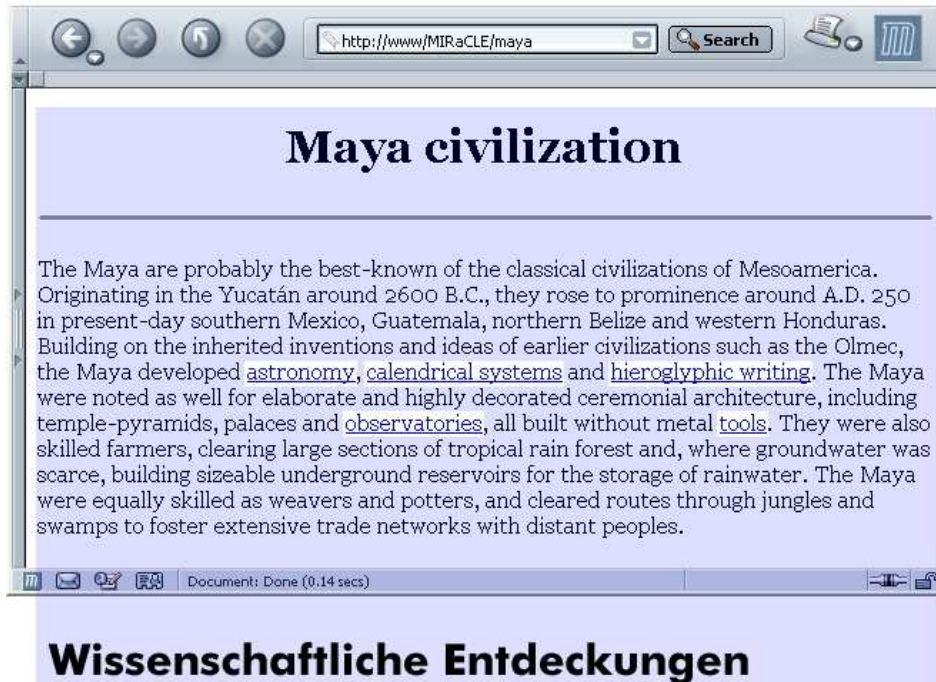 http://www/MIRaCLE/maya
Search
Maya civilization
The Maya are probably the best-known of the classical civilizations of Mesoamerica.
Originating in the Yucatán around 2600 B.C., they rose to prominence around A.D. 250
in present-day southern Mexico, Guatemala, northern Belize and western Honduras.
Building on the inherited inventions and ideas of earlier civilizations such as the Olmec,
the Maya developed astronomy, calendrical systems and hieroglyphic writing. The Maya
were noted as well for elaborate and highly decorated ceremonial architecture, including
temple-pyramids, palaces and observatories, all built without metal tools. They were also
skilled farmers, clearing large sections of tropical rain forest and, where groundwater was
scarce, building sizeable underground reservoirs for the storage of rainwater. The Maya
were equally skilled as weavers and potters, and cleared routes through jungles and
swamps to foster extensive trade networks with distant peoples.
Document: Done (0.14 secs)
Wissenschaftliche Entdeckungen